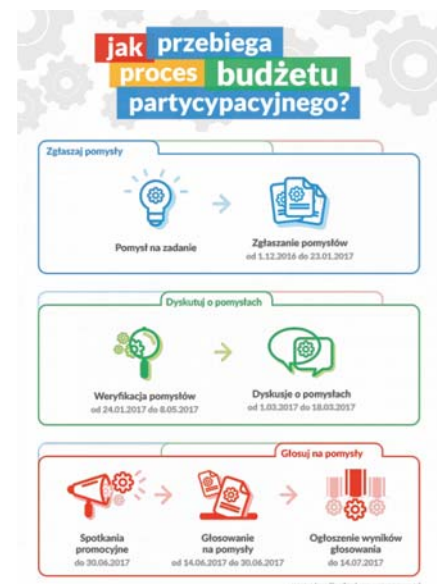 jak przebiega
proces budżetu
partycypacyjnego?
Zgłaszaj pomysły
Pomysł na zadanie
Zgłaszanie pomysłów
od 1.12.2016 do 23.01.2017
Dyskutuj o pomysłach
Weryfikacja pomysłów
od 24.01.2017 do 8.05.2017
Dyskusje o pomysłach
od 1.03.2017 do 18.03.2017
Głosuj na pomysły
Spotkania
promocyjne
do 30.06.2017
Głosowanie
na pomysły
od 14.06.2017 do 30.06.2017
Ogłoszenie wyników
głosowania
do 14.07.2017